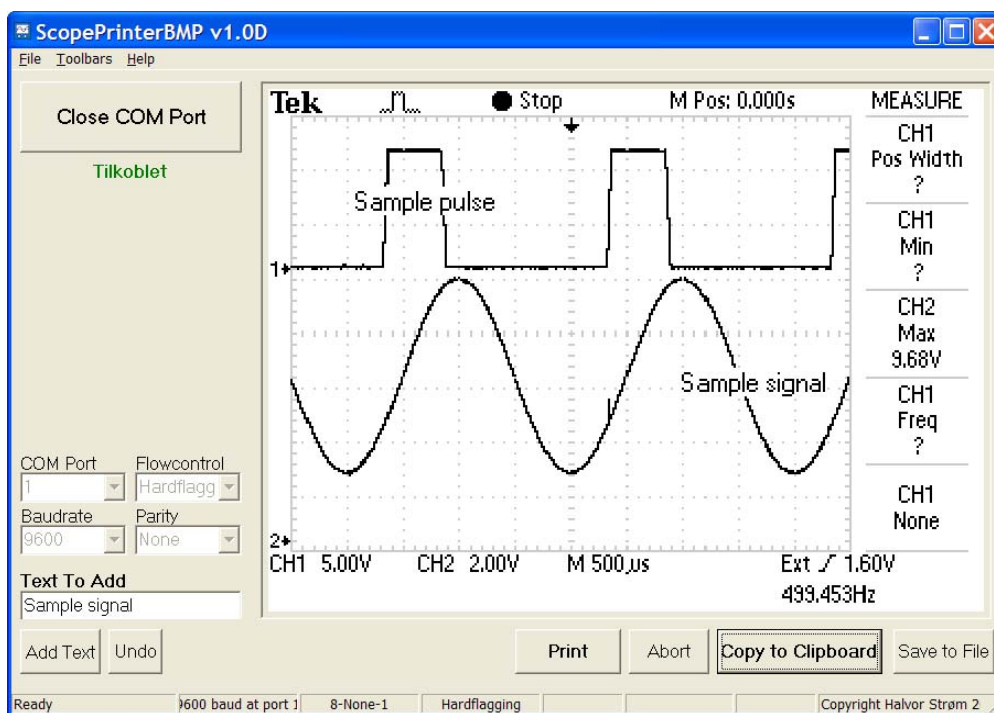 ScopePrinterBMP v1.0D
File Toolbars Help
Close COM Port
Tilkoblet
COM Port Flowcontrol
1 Hardflagg
Baudrate Parity
9600 None
Text To Add
Sample signal
Add Text Undo
Tek Stop M Pos: 0.000s MEASURE
CH1
Pos Width
?
CH1
Min
?
CH2
Max
9.68V
CH1
Freq
?
CH1
None
Sample pulse
1
Sample signal
2
CH1 5.00V CH2 2.00V M 500µs Ext 1.60V
499.453Hz
Print Abort Copy to Clipboard Save to File
Ready 9600 baud at port 1 8-None-1 Hardflagging Copyright Halvor Strøm 2